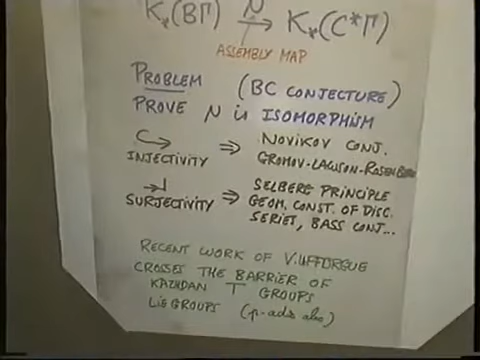 K*(BΓ) →μ K*(C*Γ)
ASSEMBLY MAP
PROBLEM (BC CONJECTURE)
PROVE μ is ISOMORPHISM
↪ ⇒ NOVIKOV CONJ.
INJECTIVITY GROMOV-LAWSON-ROSENBERG
↠ ⇒ SELBERG PRINCIPLE
SURJECTIVITY GEOM. CONST. OF DISC.
SERIES, BASS CONJ...
RECENT WORK OF V. LAFFORGUE
CROSSES THE BARRIER OF
KAZHDAN T GROUPS
LIE GROUPS (p-adic also)